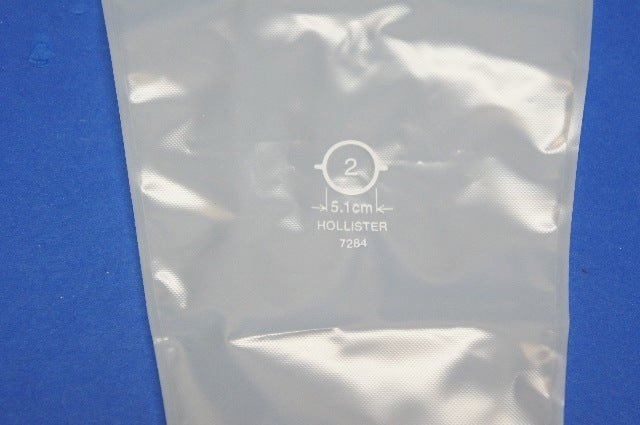 2
5.1cm
HOLLISTER
7284